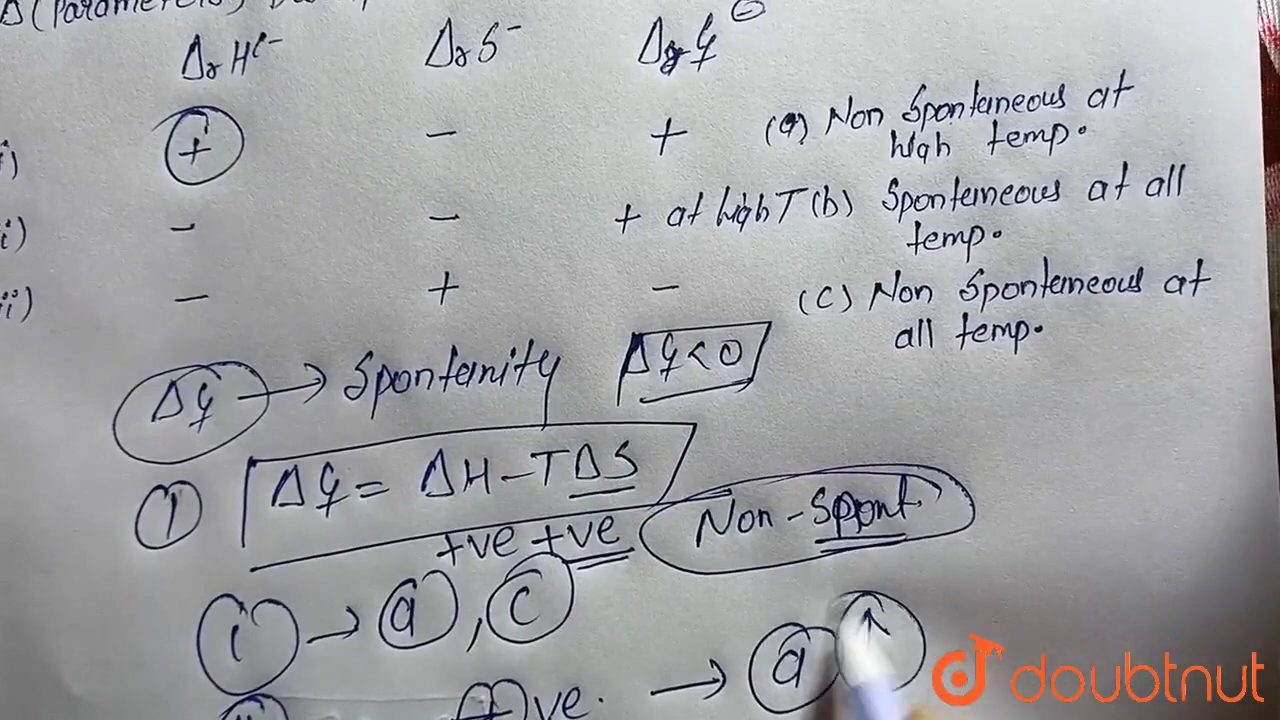 Δ (Parameters)
ΔrH⊖ ΔrS⁻ ΔrG ⊖
i) + − + (a) Non Spontaneous at
high temp.
i) − − + at high T (b) Spontaneous at all
temp.
ii) − + − (c) Non Spontaneous at
all temp.
ΔG → Spontanity ΔG<0
① ΔG = ΔH-TΔS
+ve +ve Non-Spont
i → a, c
+ve. → a
doubtnut